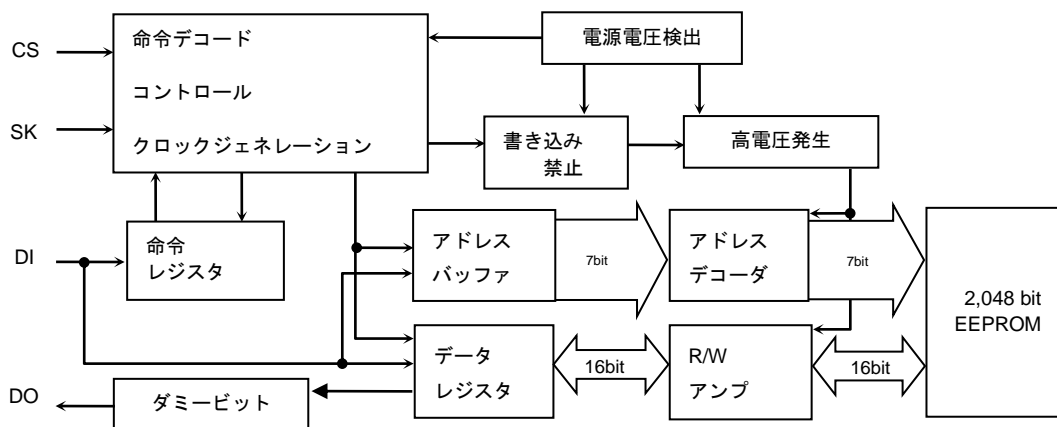 CS
命令デコード
コントロール
クロックジェネレーション
SK
電源電圧検出
書き込み
禁止
高電圧発生
DI
命令
レジスタ
アドレス
バッファ
7bit
アドレス
デコーダ
7bit
2,048 bit
EEPROM
データ
レジスタ
16bit
R/W
アンプ
16bit
DO
ダミービット